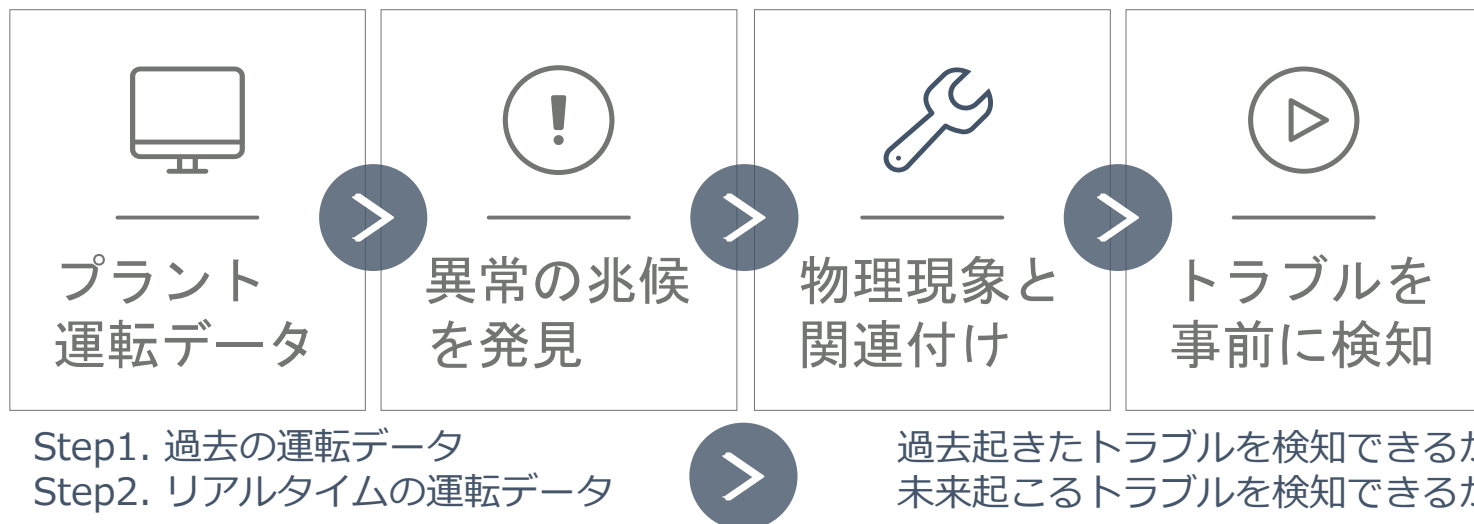 プラント
運転データ
異常の兆候
を発見
物理現象と
関連付け
トラブルを
事前に検知
Step1. 過去の運転データ
Step2. リアルタイムの運転データ
過去起きたトラブルを検知できるか
未来起こるトラブルを検知できるか